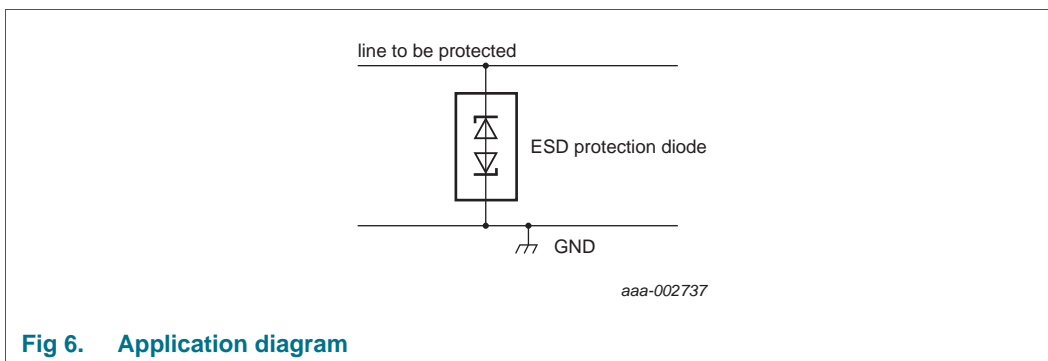 line to be protected
ESD protection diode
GND
aaa-002737
Fig 6. Application diagram